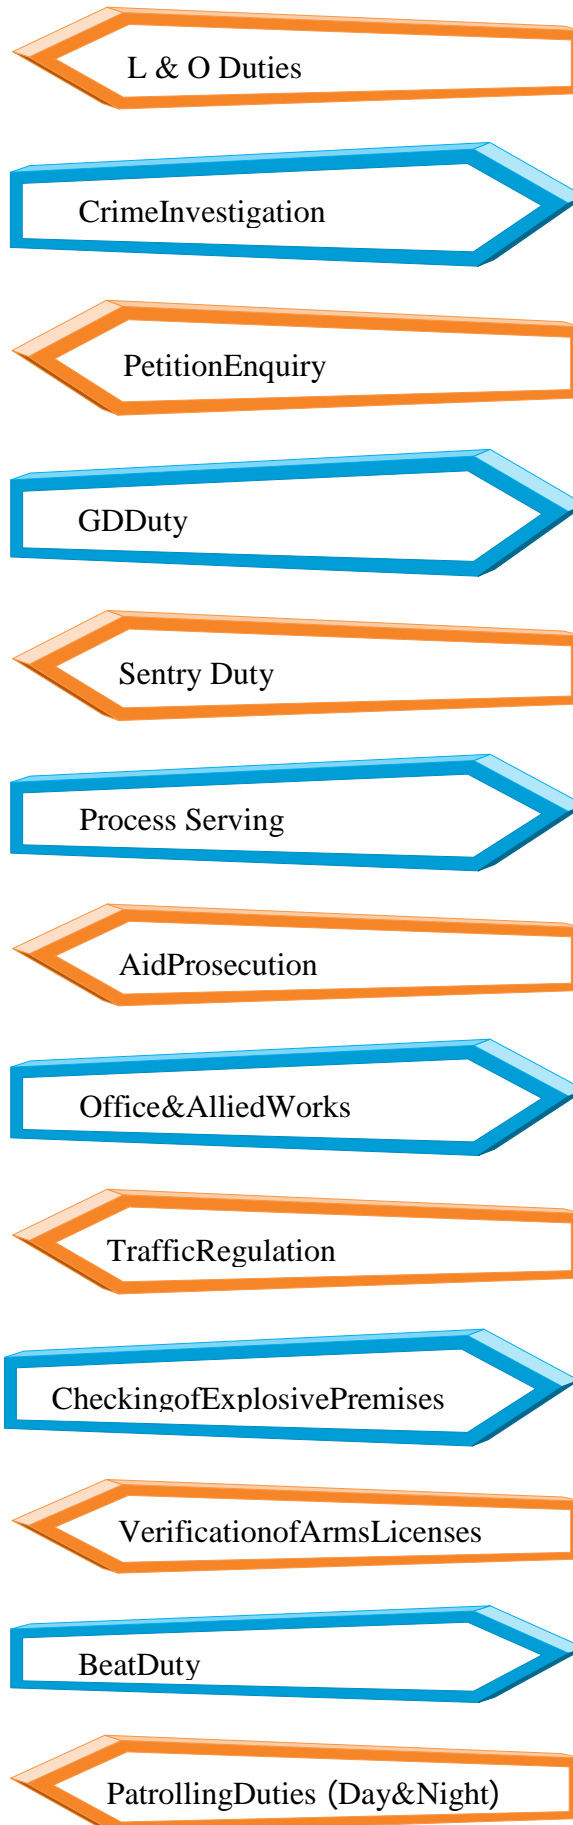 L & O Duties
CrimeInvestigation
PetitionEnquiry
GDDuty
Sentry Duty
Process Serving
AidProsecution
Office&AlliedWorks
TrafficRegulation
CheckingofExplosivePremises
VerificationofArmsLicenses
BeatDuty
PatrollingDuties (Day&Night)